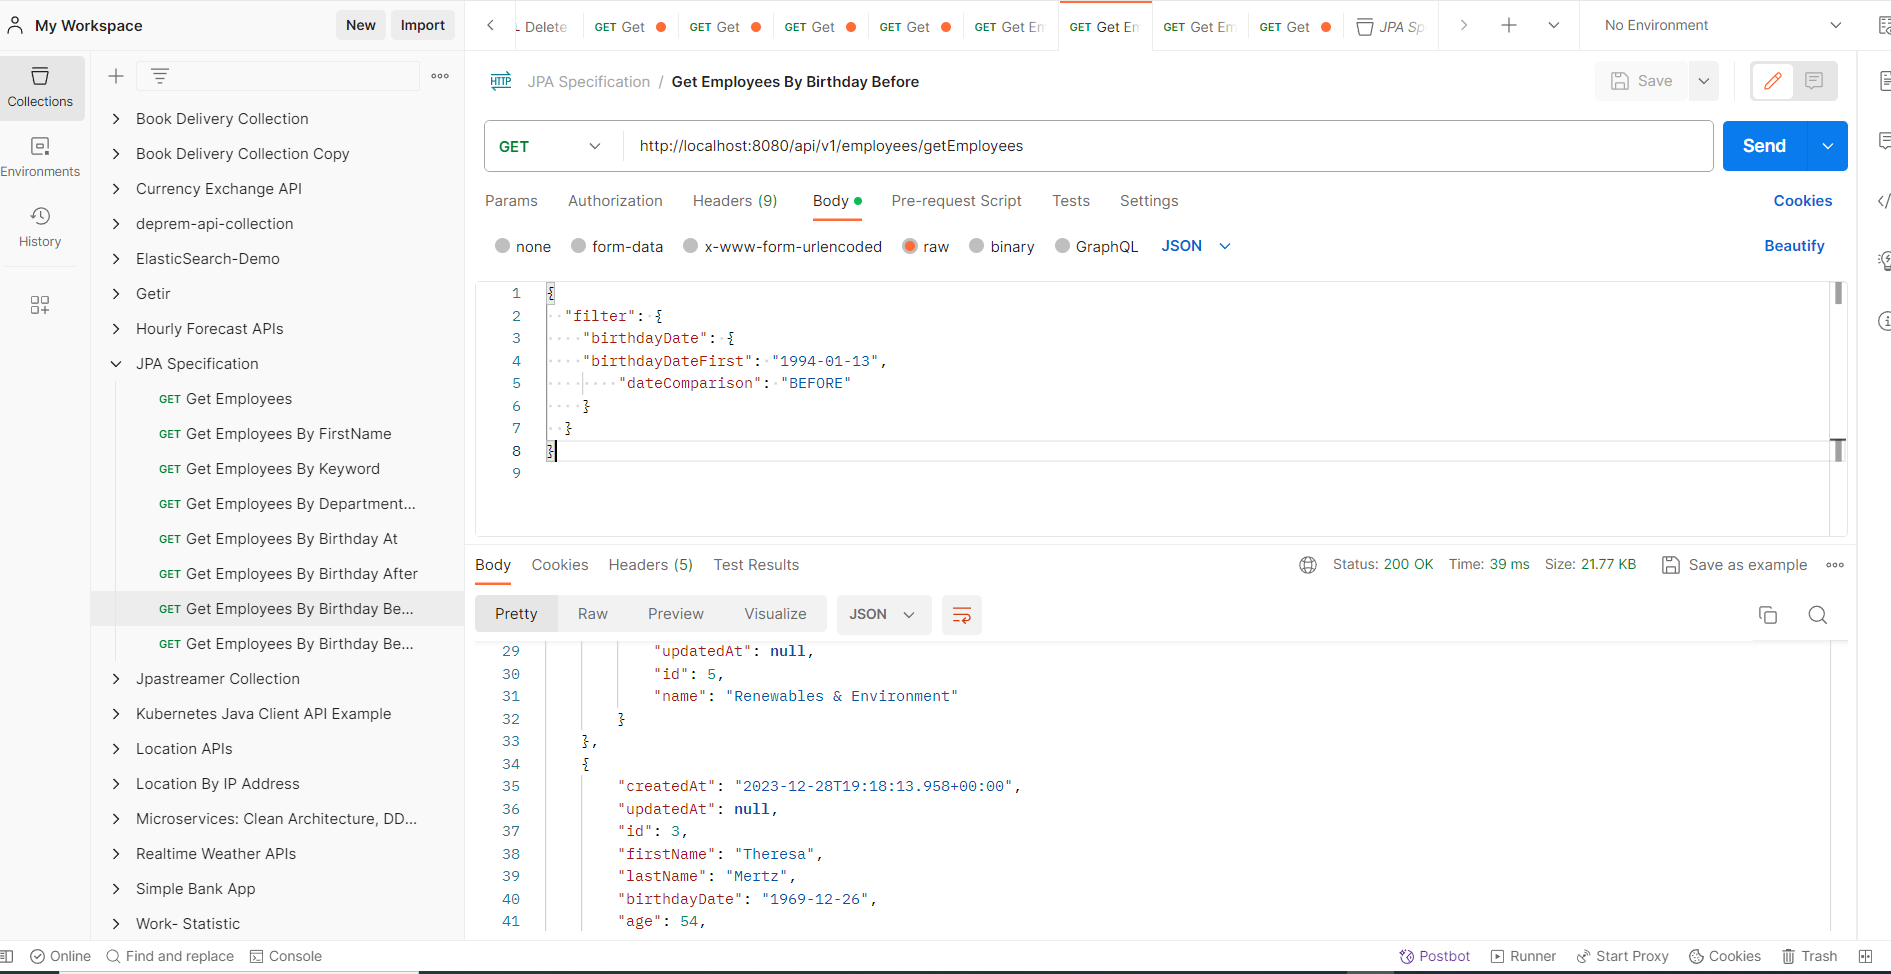 My Workspace
New
Import
Delete
GET Get
GET Get
GET Get
GET Get
GET Get Em
GET Get Em
GET Get Em
GET Get
JPA Sp
No Environment
Collections
Environments
History
Book Delivery Collection
Book Delivery Collection Copy
Currency Exchange API
deprem-api-collection
ElasticSearch-Demo
Getir
Hourly Forecast APIs
JPA Specification
GET Get Employees
GET Get Employees By FirstName
GET Get Employees By Keyword
GET Get Employees By Department...
GET Get Employees By Birthday At
GET Get Employees By Birthday After
GET Get Employees By Birthday Be...
GET Get Employees By Birthday Be...
Jpastreamer Collection
Kubernetes Java Client API Example
Location APIs
Location By IP Address
Microservices: Clean Architecture, DD...
Realtime Weather APIs
Simple Bank App
Work- Statistic
HTTP JPA Specification / Get Employees By Birthday Before
Save
GET http://localhost:8080/api/v1/employees/getEmployees
Send
Params Authorization Headers (9) Body Pre-request Script Tests Settings
Cookies
none form-data x-www-form-urlencoded raw binary GraphQL JSON
Beautify
1 {
2 "filter": {
3 "birthdayDate": {
4 "birthdayDateFirst": "1994-01-13",
5 "dateComparison": "BEFORE"
6 }
7 }
8 }
9
Body Cookies Headers (5) Test Results
Status: 200 OK Time: 39 ms Size: 21.77 KB Save as example
Pretty Raw Preview Visualize JSON
29 "updatedAt": null,
30 "id": 5,
31 "name": "Renewables & Environment"
32 }
33 },
34 {
35 "createdAt": "2023-12-28T19:18:13.958+00:00",
36 "updatedAt": null,
37 "id": 3,
38 "firstName": "Theresa",
39 "lastName": "Mertz",
40 "birthdayDate": "1969-12-26",
41 "age": 54,
Online Find and replace Console
Postbot Runner Start Proxy Cookies Trash